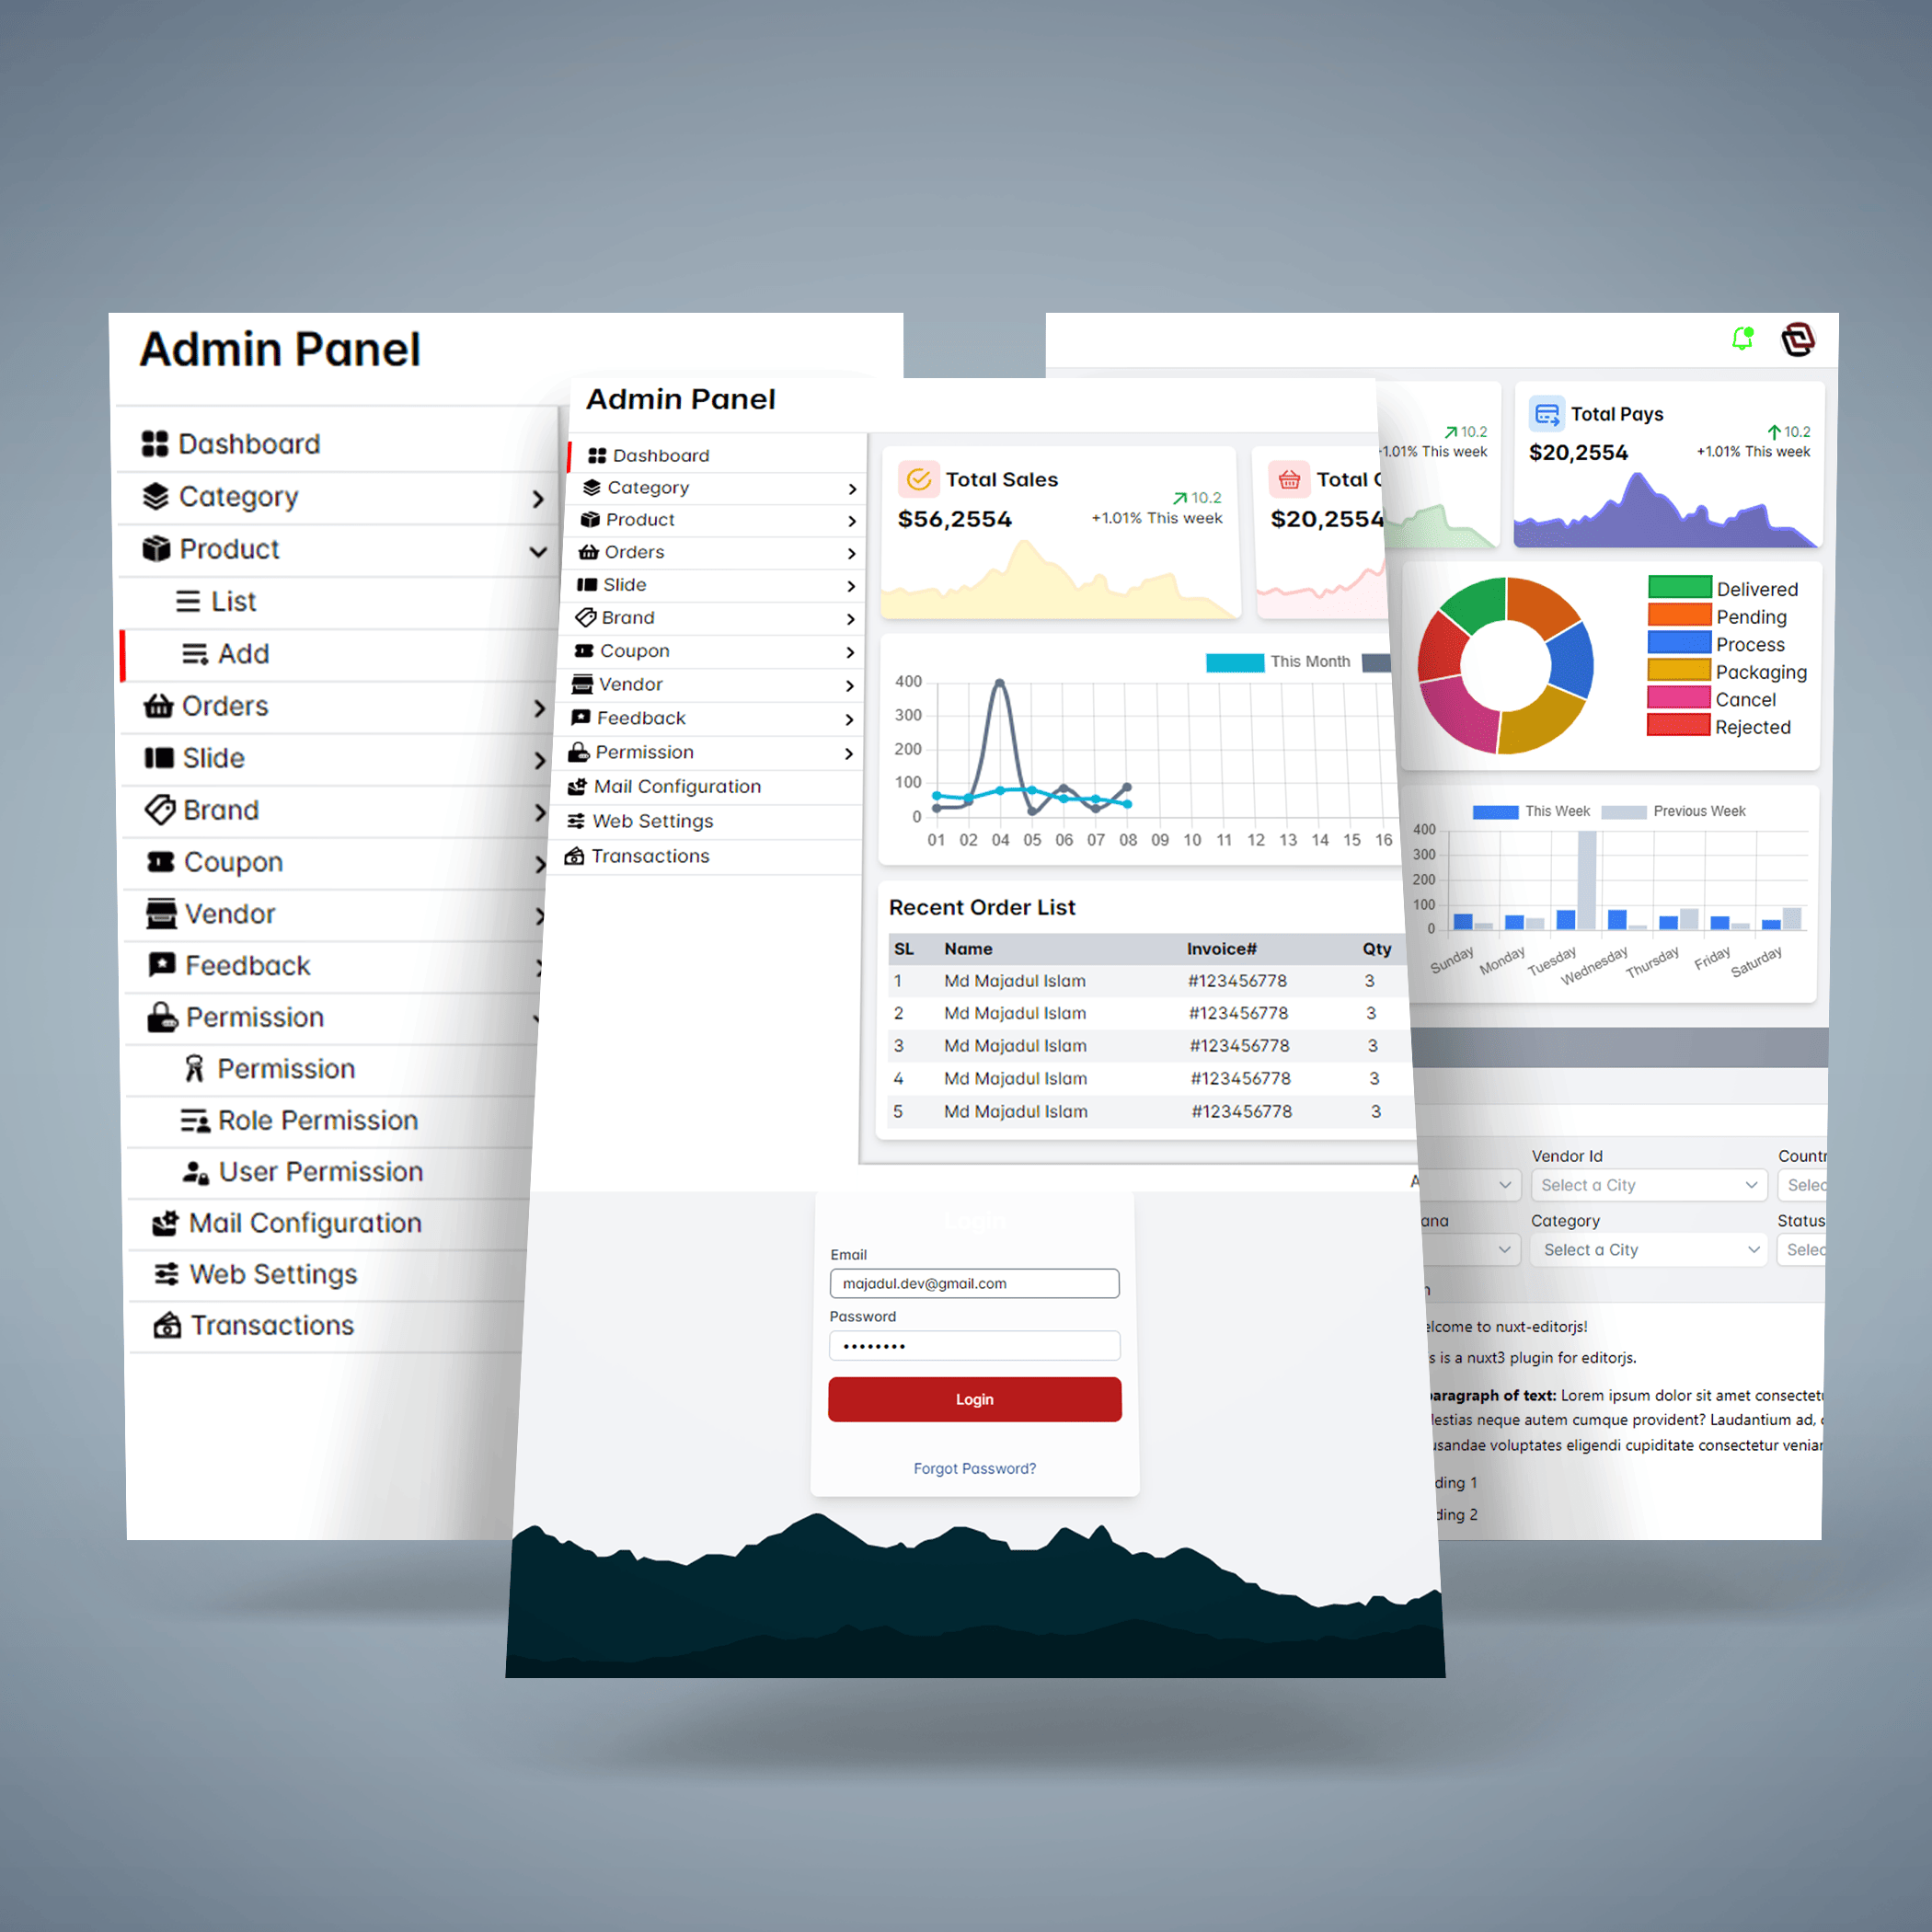 Admin Panel
Dashboard
Category
Product
List
Add
Orders
Slide
Brand
Coupon
Vendor
Feedback
Permission
Permission
Role Permission
User Permission
Mail Configuration
Web Settings
Transactions
Admin Panel
Dashboard
Category
Product
Orders
Slide
Brand
Coupon
Vendor
Feedback
Permission
Mail Configuration
Web Settings
Transactions
Total Sales
10.2
$56,2554
+1.01% This week
Total
$20,2554
This Month
400
300
200
100
0
01 02 04 05 06 07 08 09 10 11 12 13 14 15 16
Recent Order List
SL Name Invoice# Qty
1 Md Majadul Islam #123456778 3
2 Md Majadul Islam #123456778 3
3 Md Majadul Islam #123456778 3
4 Md Majadul Islam #123456778 3
5 Md Majadul Islam #123456778 3
Login
Email
majadul.dev@gmail.com
Password
••••••••
Login
Forgot Password?
10.2
1.01% This week
Total Pays
10.2
$20,2554
+1.01% This week
Delivered
Pending
Process
Packaging
Cancel
Rejected
This Week Previous Week
400
300
200
100
0
Sunday Monday Tuesday Wednesday Thursday Friday Saturday
Vendor Id Countr
Select a City Selec
ana Category Status
Select a City Selec
elcome to nuxt-editorjs!
s is a nuxt3 plugin for editorjs.
paragraph of text: Lorem ipsum dolor sit amet consectetu
lestias neque autem cumque provident? Laudantium ad,
usandae voluptates eligendi cupiditate consectetur veniar
ding 1
ding 2